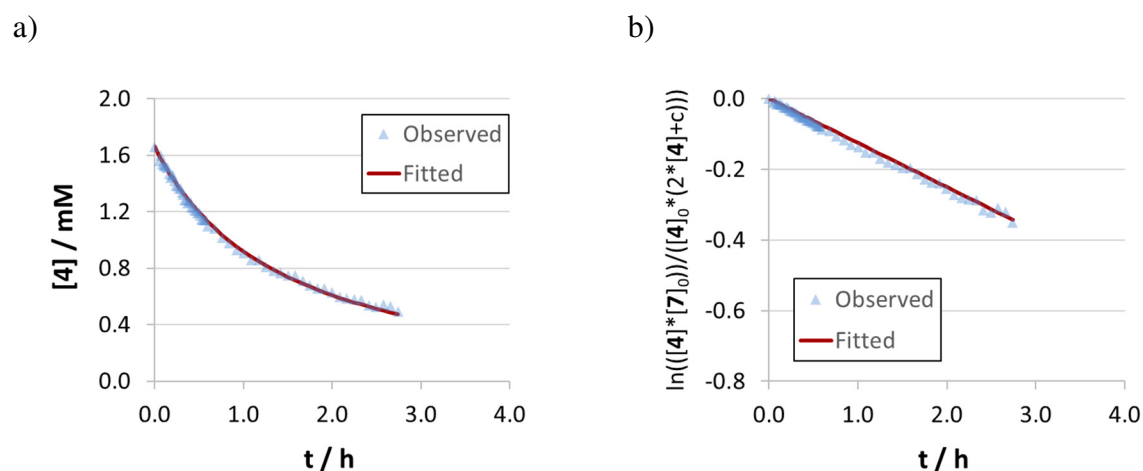 a)
b)
2.0
1.6
1.2
0.8
0.4
0.0
[4] / mM
Observed
Fitted
0.0 1.0 2.0 3.0 4.0
t / h
0.0
-0.2
-0.4
-0.6
-0.8
ln(([4]*[7]₀))/([4]₀*(2*[4]+c)))
Observed
Fitted
0.0 1.0 2.0 3.0 4.0
t / h